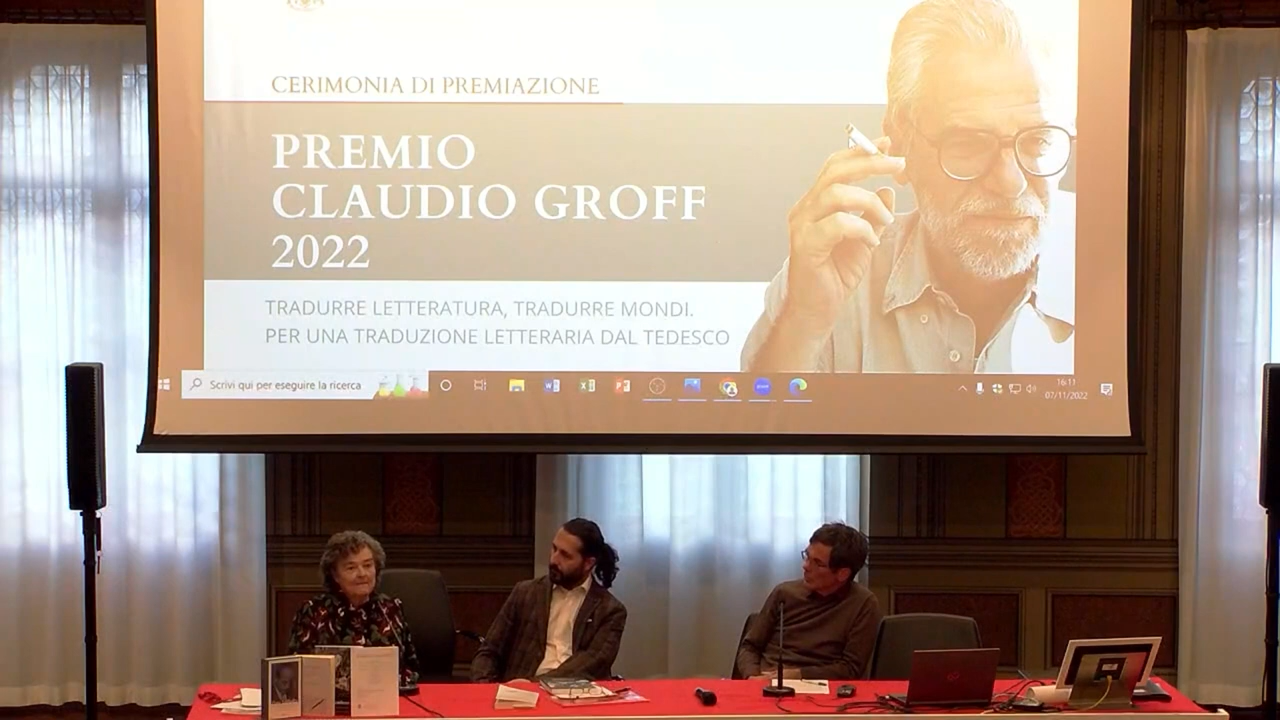 CERIMONIA DI PREMIAZIONE
PREMIO
CLAUDIO GROFF
2022
TRADURRE LETTERATURA, TRADURRE MONDI.
PER UNA TRADUZIONE LETTERARIA DAL TEDESCO
Scrivi qui per eseguire la ricerca
16:11
07/11/2022